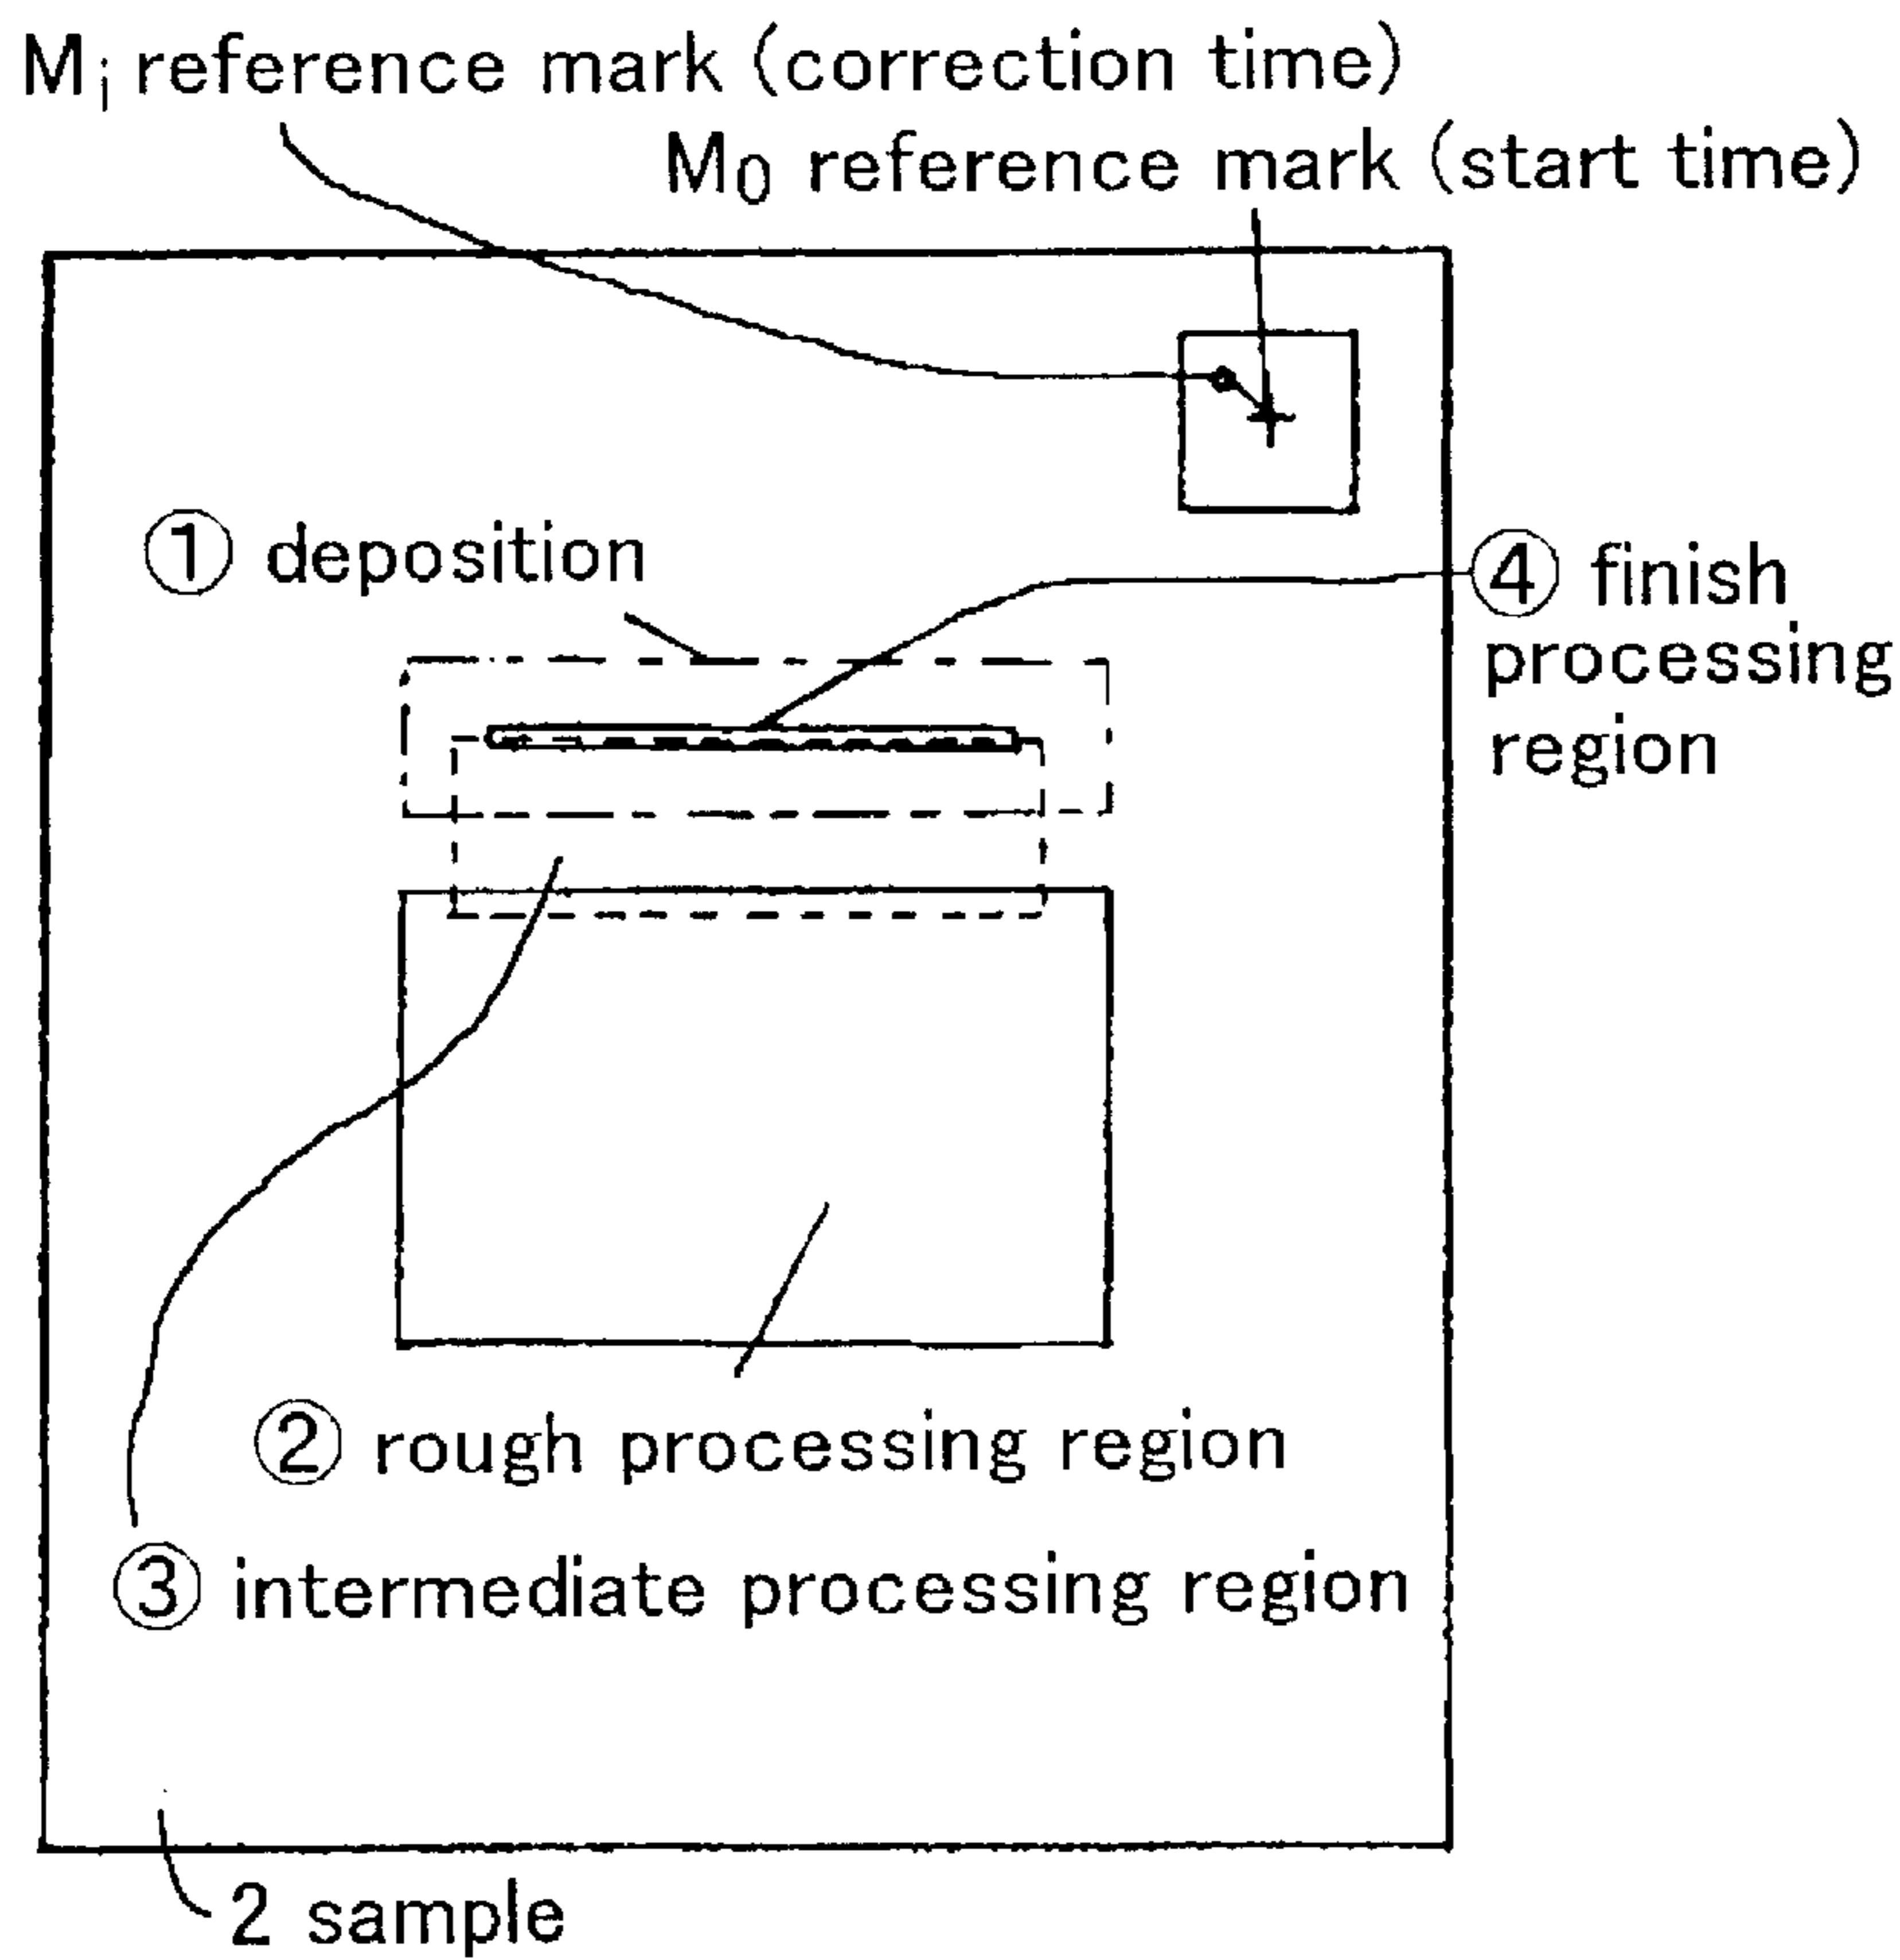 Mi reference mark (correction time)
M0 reference mark (start time)
① deposition
④ finish
processing
region
② rough processing region
③ intermediate processing region
2 sample